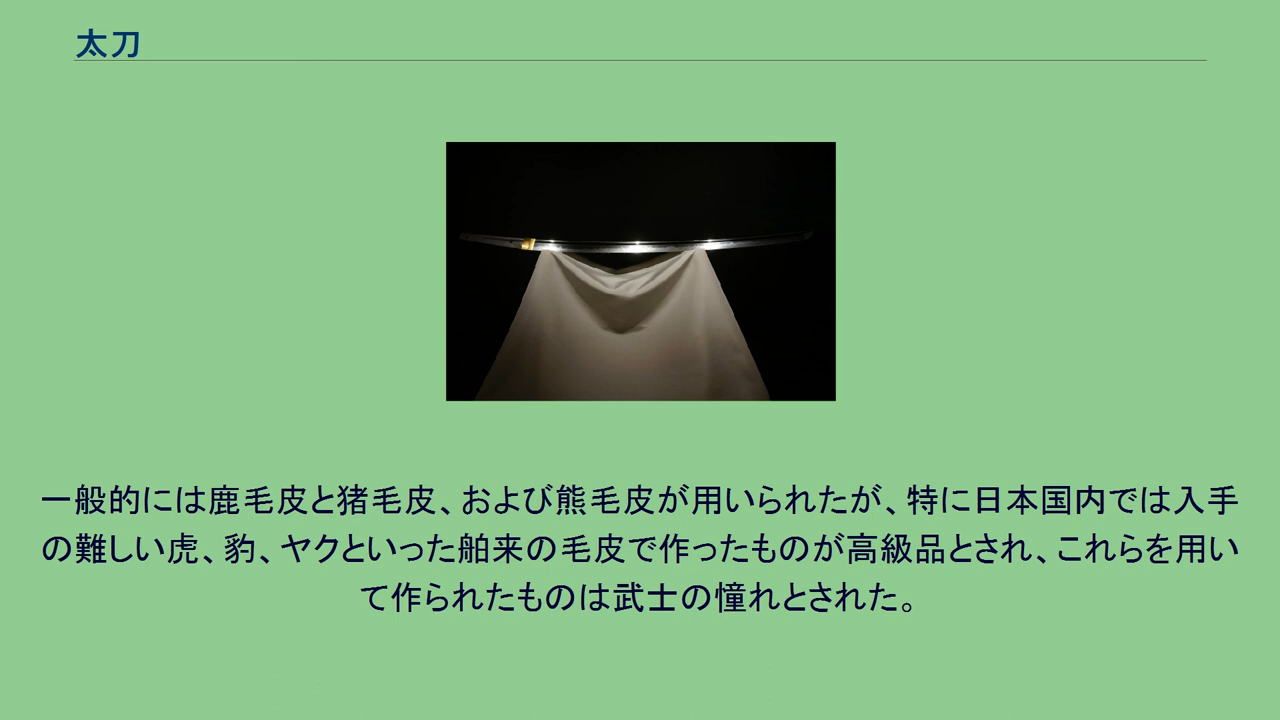 太刀
一般的には鹿毛皮と猪毛皮、および熊毛皮が用いられたが、特に日本国内では入手
の難しい虎、豹、ヤクといった舶来の毛皮で作ったものが高級品とされ、これらを用い
て作られたものは武士の憧れとされた。